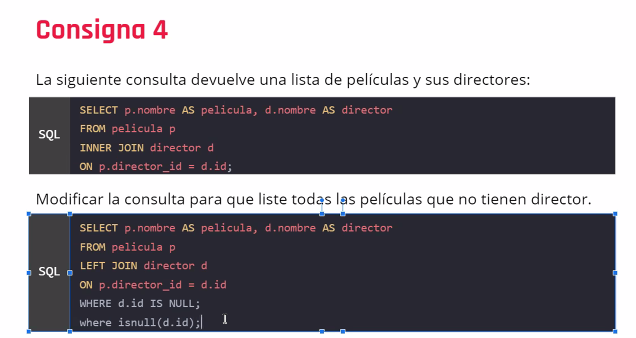 Consigna 4
La siguiente consulta devuelve una lista de películas y sus directores:
SQL
SELECT p.nombre AS pelicula, d.nombre AS director
FROM pelicula p
INNER JOIN director d
ON p.director_id = d.id;
Modificar la consulta para que liste todas las películas que no tienen director.
SQL
SELECT p.nombre AS pelicula, d.nombre AS director
FROM pelicula p
LEFT JOIN director d
ON p.director_id = d.id
WHERE d.id IS NULL;
where isnull(d.id);